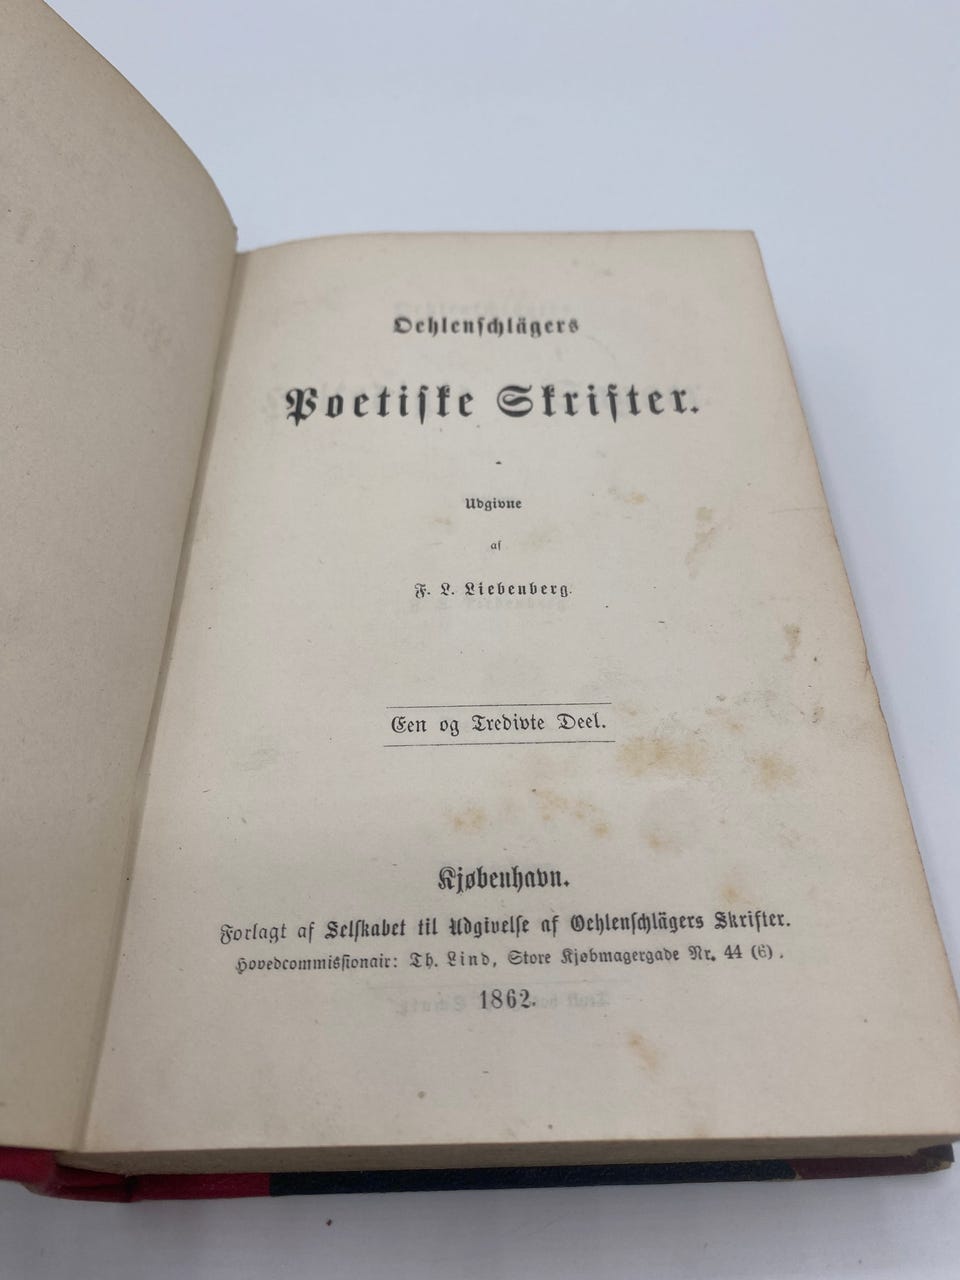 Oehlenschlägers
Poetiske Skrifter.
Udgivne
af
F. L. Liebenberg.
Een og Tredivte Deel.
Kjøbenhavn.
Forlagt af Selskabet til Udgivelse af Oehlenschlägers Skrifter.
Hovedcommissionair: Th. Lind, Store Kjøbmagergade Nr. 44 (6).
1862.